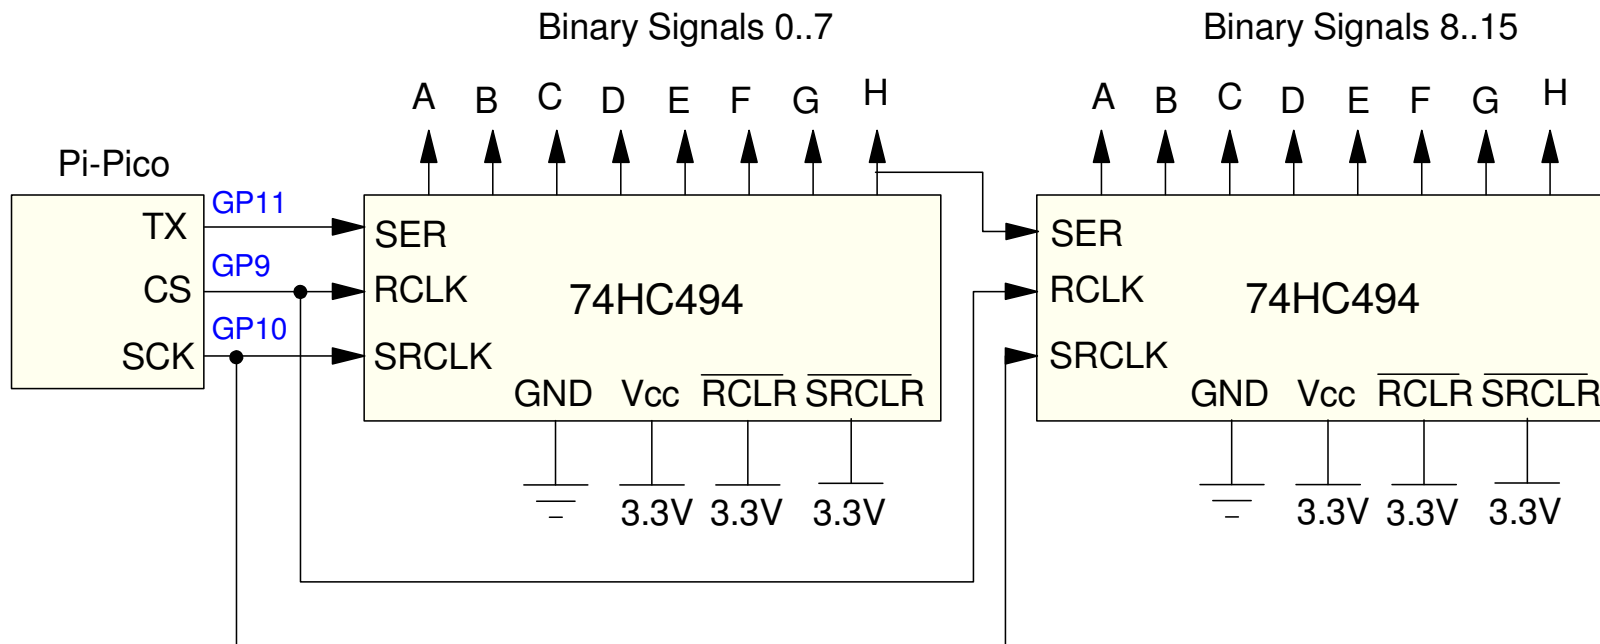 Binary Signals 0..7
Binary Signals 8..15
A B C D E F G H
A B C D E F G H
Pi-Pico
TX
CS
SCK
GP11
GP9
GP10
SER
RCLK
SRCLK
74HC494
GND Vcc RCLR SRCLR
3.3V 3.3V 3.3V
SER
RCLK
SRCLK
74HC494
GND Vcc RCLR SRCLR
3.3V 3.3V 3.3V